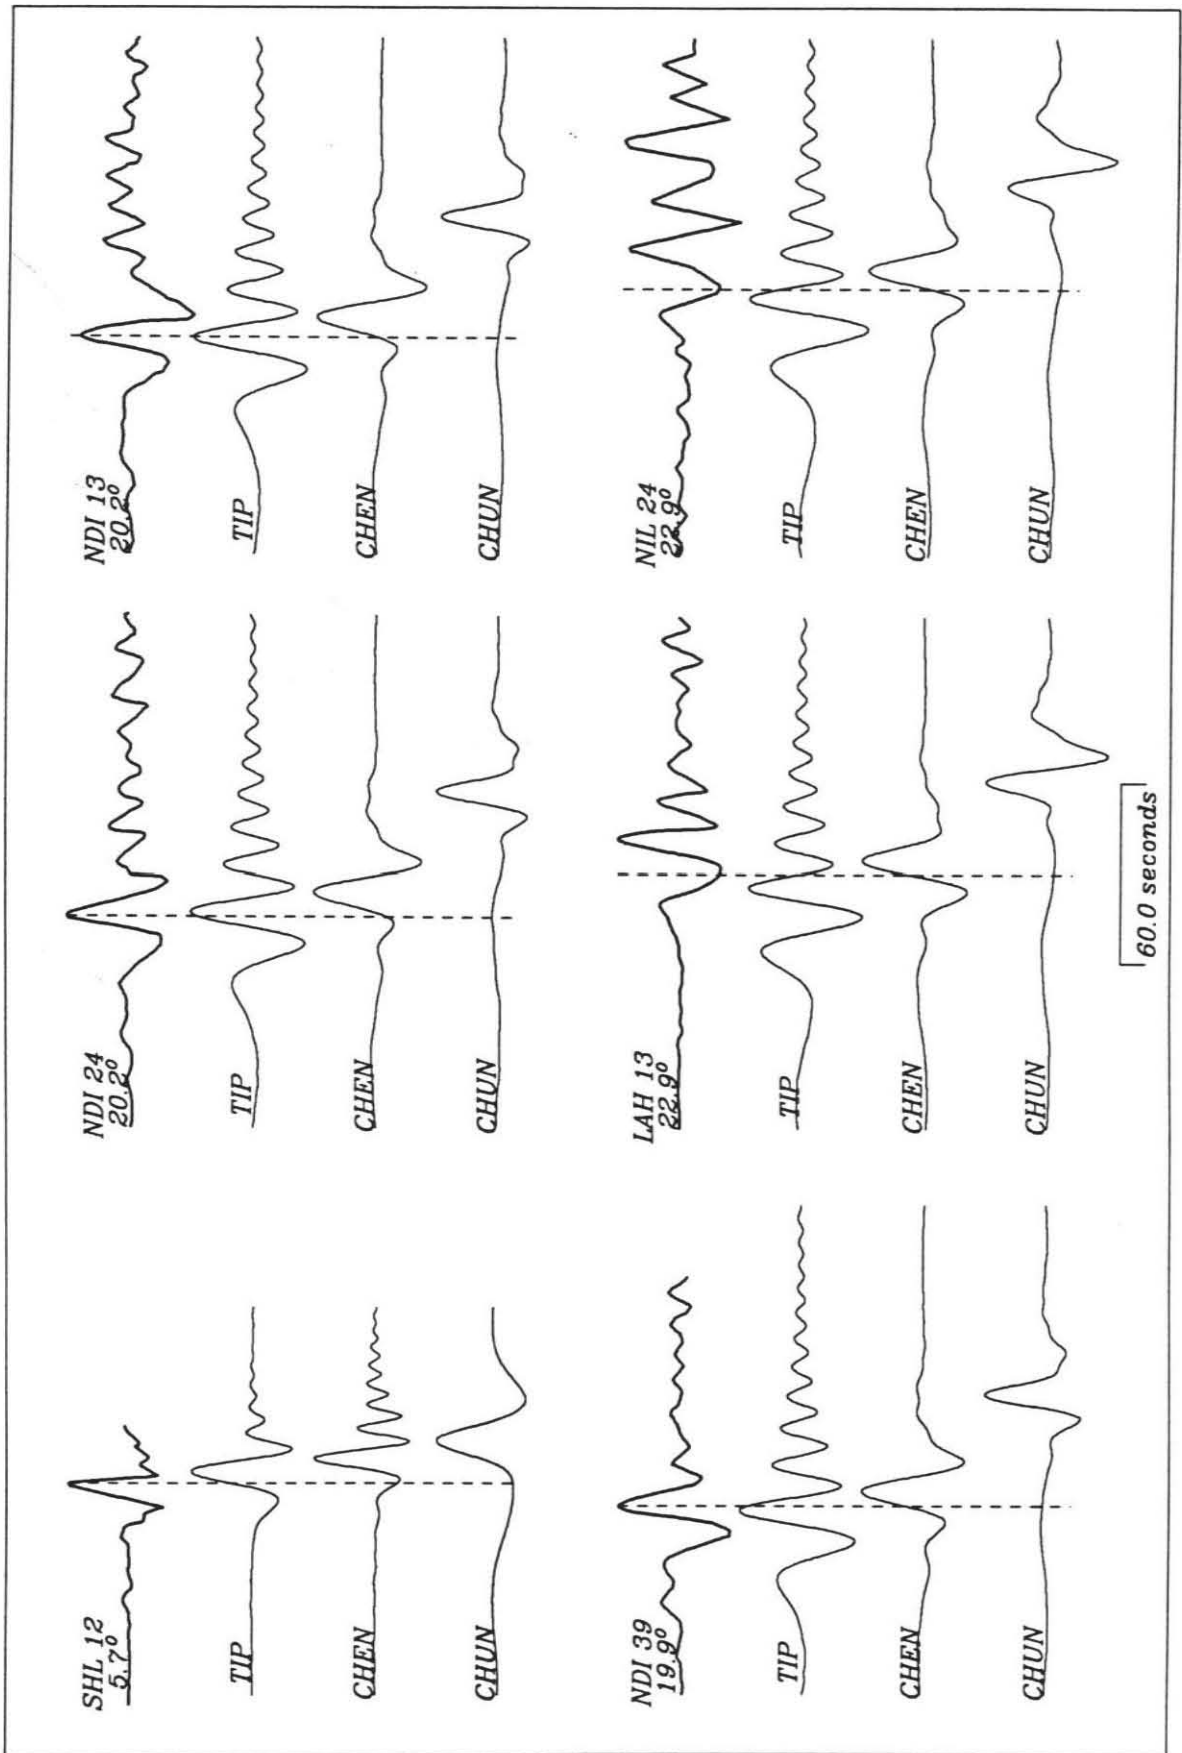 SHL 12
5.7°
TIP
CHEN
CHUN
NDI 24
20.2°
TIP
CHEN
CHUN
NDI 13
20.2°
TIP
CHEN
CHUN
NDI 39
19.9°
TIP
CHEN
CHUN
LAH 13
22.9°
TIP
CHEN
CHUN
NIL 24
22.9°
TIP
CHEN
CHUN
60.0 seconds